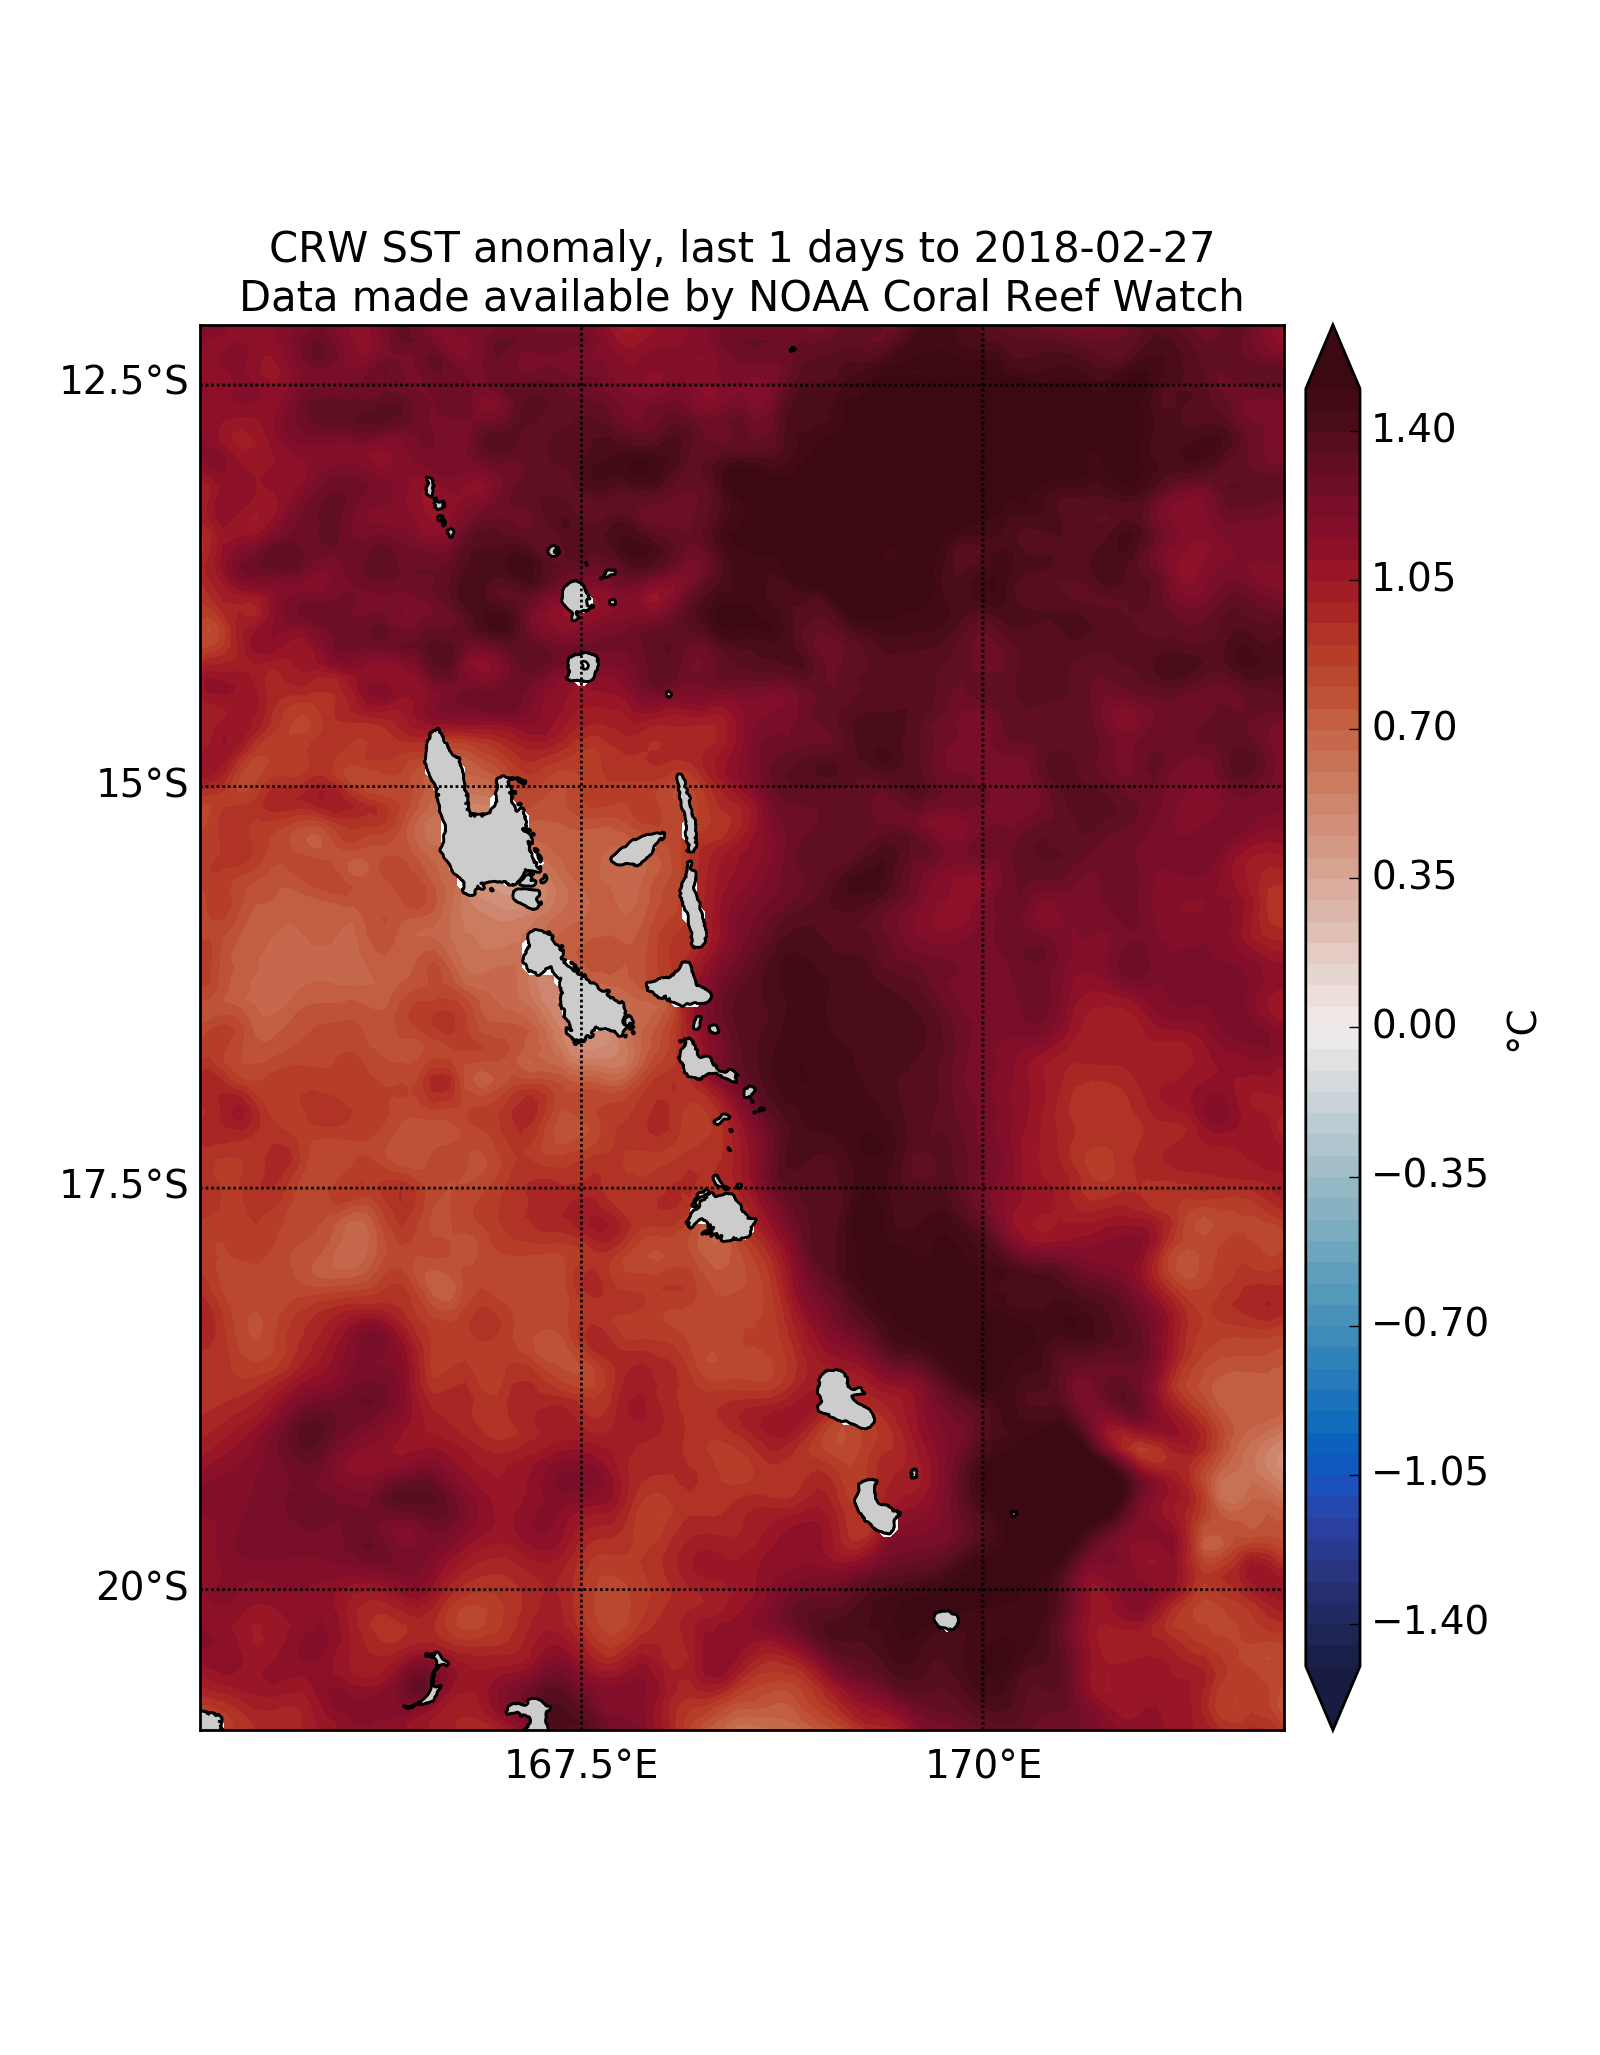 CRW SST anomaly, last 1 days to 2018-02-27
Data made available by NOAA Coral Reef Watch
12.5°S
15°S
17.5°S
20°S
167.5°E
170°E
1.40
1.05
0.70
0.35
0.00
−0.35
−0.70
−1.05
−1.40
°C